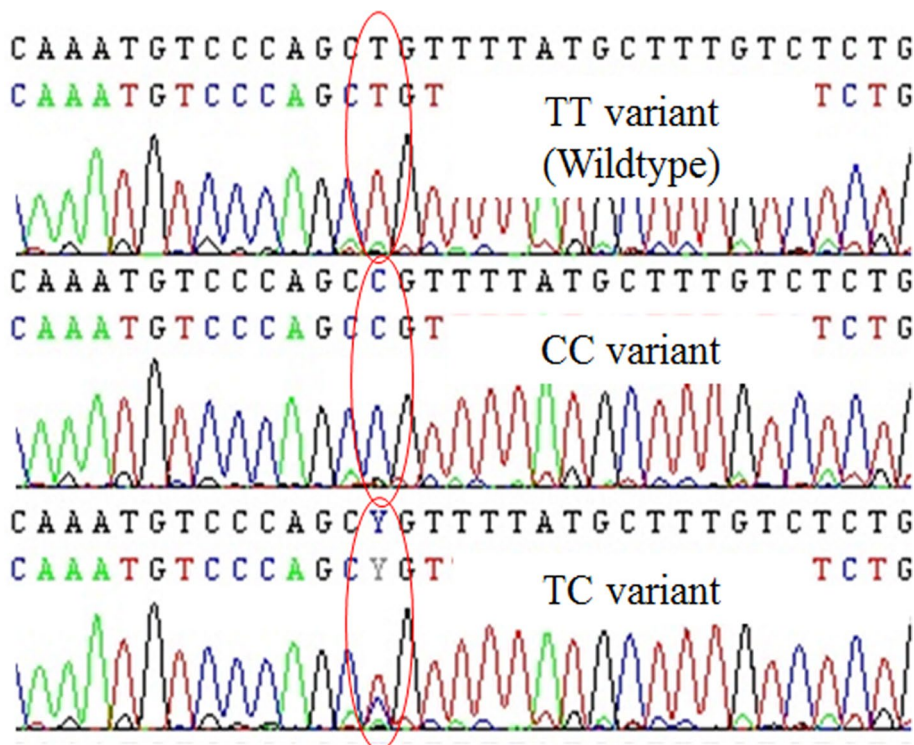 CAAATGTCCCAGCTGTTTTATGCTTTGTCTCTG
CAAATGTCCCAGCTGT TCTG
TT variant
(Wildtype)
CAAATGTCCCAGCCGTTTTATGCTTTGTCTCTG
CAAATGTCCCAGCCGT TCTG
CC variant
CAAATGTCCCAGCYGTTTTATGCTTTGTCTCTG
CAAATGTCCCAGCYGT TCTG
TC variant